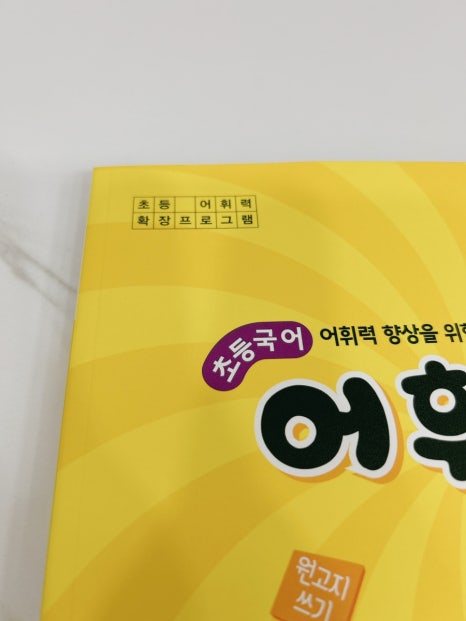 초등 어휘력
확장프로그램
초등국어
어휘력 향상을
어
원고지
쓰기